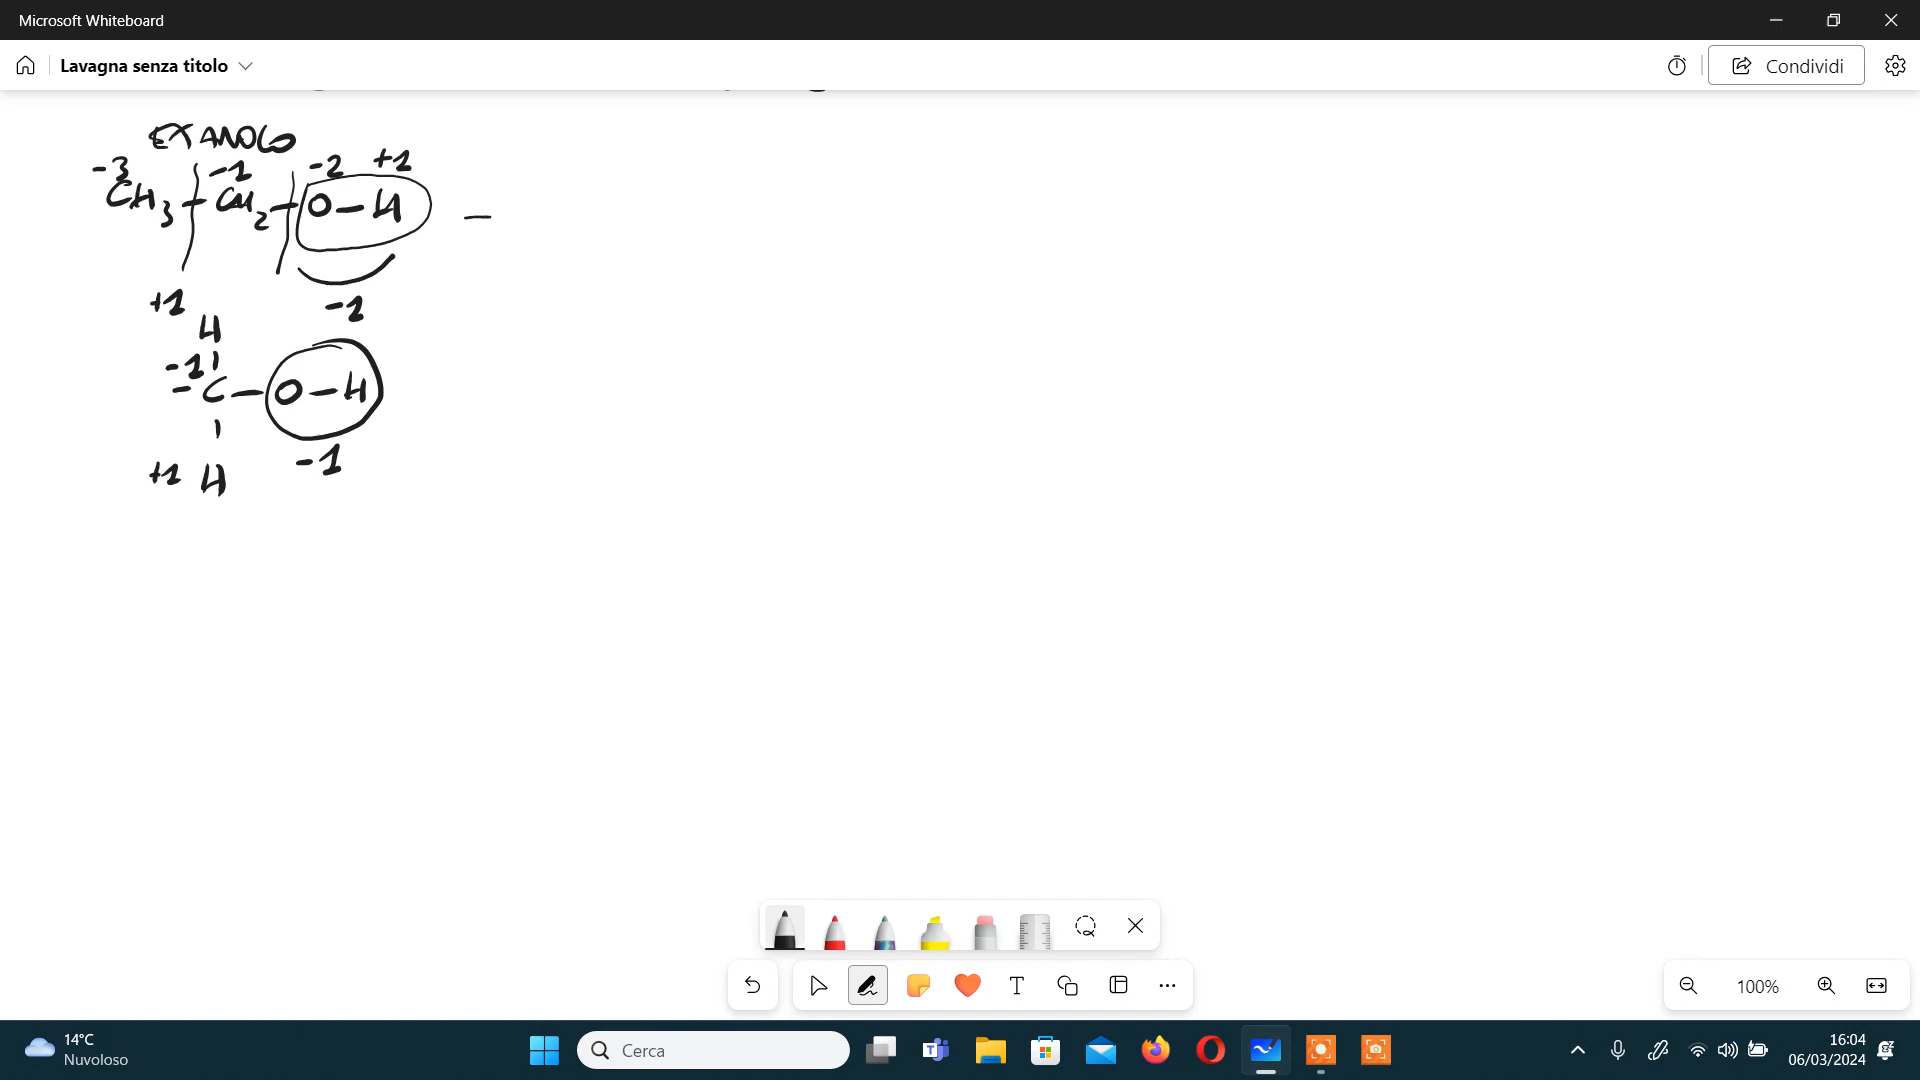 Microsoft Whiteboard
Lavagna senza titolo
Condividi
ETANOLO
-3 -1 -2 +1
CH3 - CH2 - O - H -
-1
+1
H
-1
- C - O - H
-1
+1 H
100%
14°C
Nuvoloso
Cerca
16:04
06/03/2024